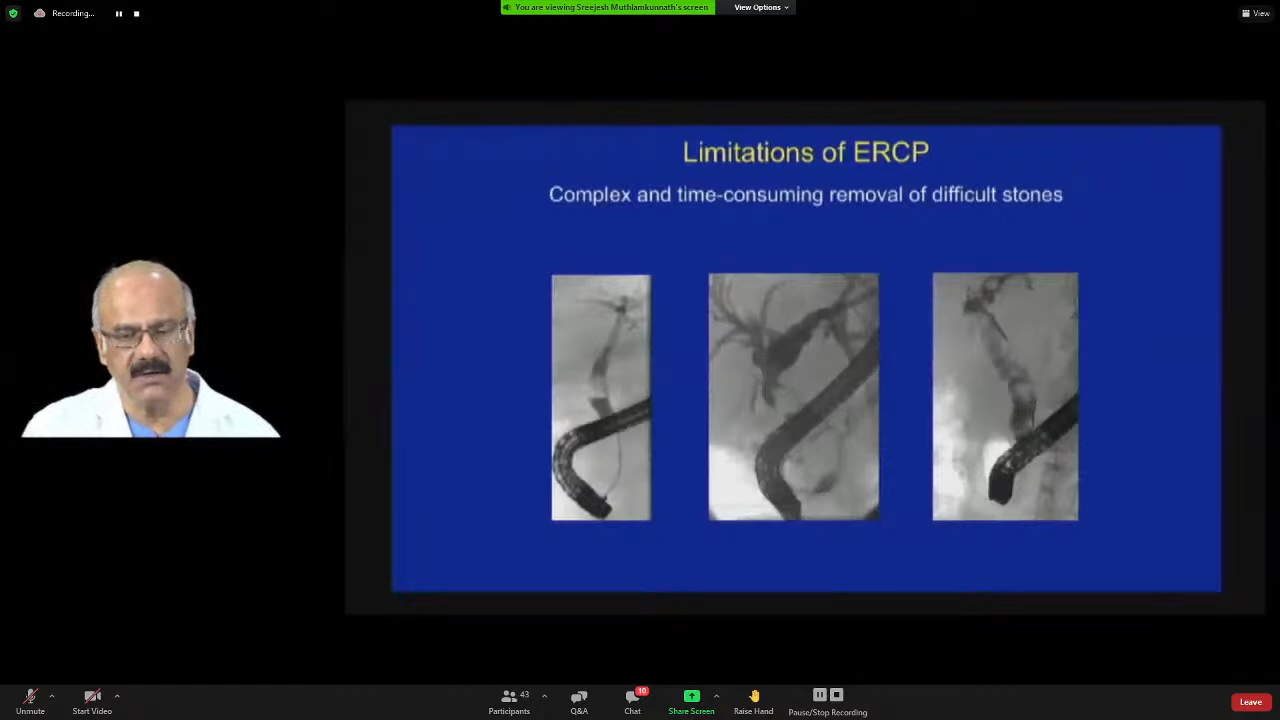 Recording...
You are viewing Sreejesh Muthlamkunnath's screen
View Options
View
Limitations of ERCP
Complex and time-consuming removal of difficult stones
Unmute
Start Video
43
Participants
Q&A
10
Chat
Share Screen
Raise Hand
Pause/Stop Recording
Leave